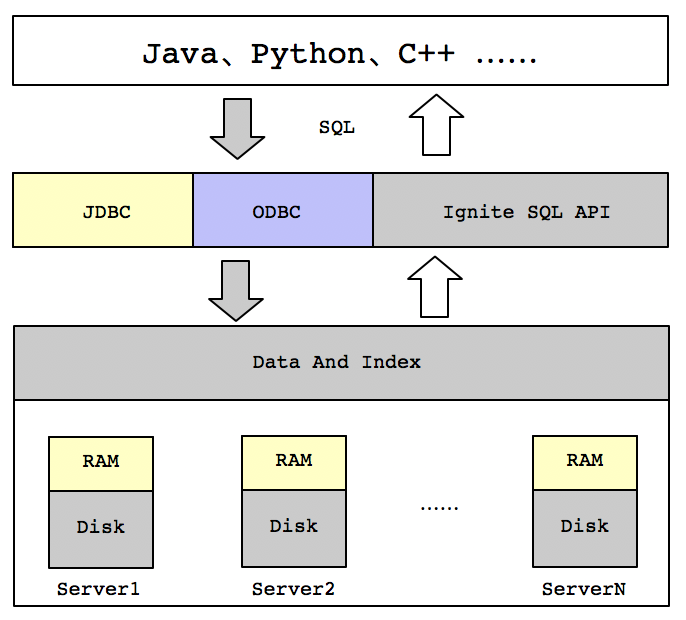 Java、Python、C++ ......
SQL
JDBC ODBC Ignite SQL API
Data And Index
RAM RAM RAM
Disk Disk ...... Disk
Server1 Server2 ServerN